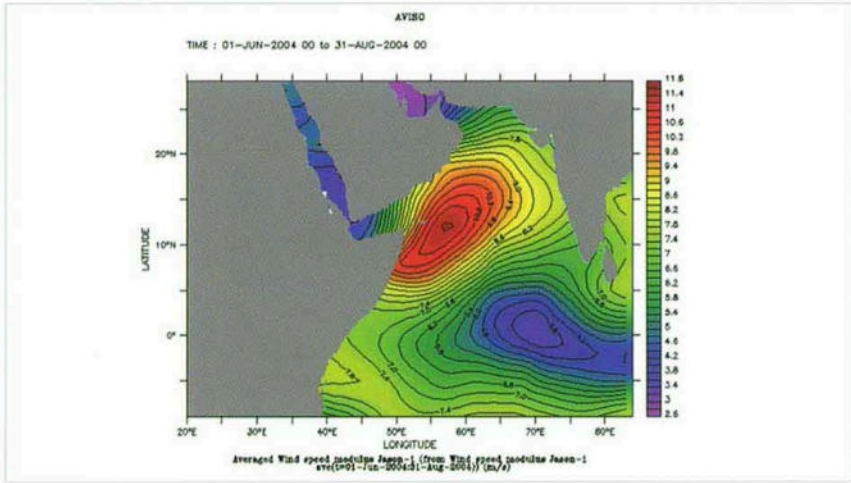 AVISO
TIME : 01-JUN-2004 00 to 31-AUG-2004 00
11.8
11.4
11
10.6
10.2
9.8
9.4
9
8.6
8.2
7.8
7.4
7
6.6
6.2
5.8
5.4
5
4.6
4.2
3.8
3.4
3
2.6
20°N
10°N
0°
LATITUDE
20°E 30°E 40°E 50°E 60°E 70°E 80°E
LONGITUDE
Averaged Wind speed modulus Jason-1 (from Wind speed modulus Jason-1
ave(t=01-Jun-2004:31-Aug-2004)) (m/s)